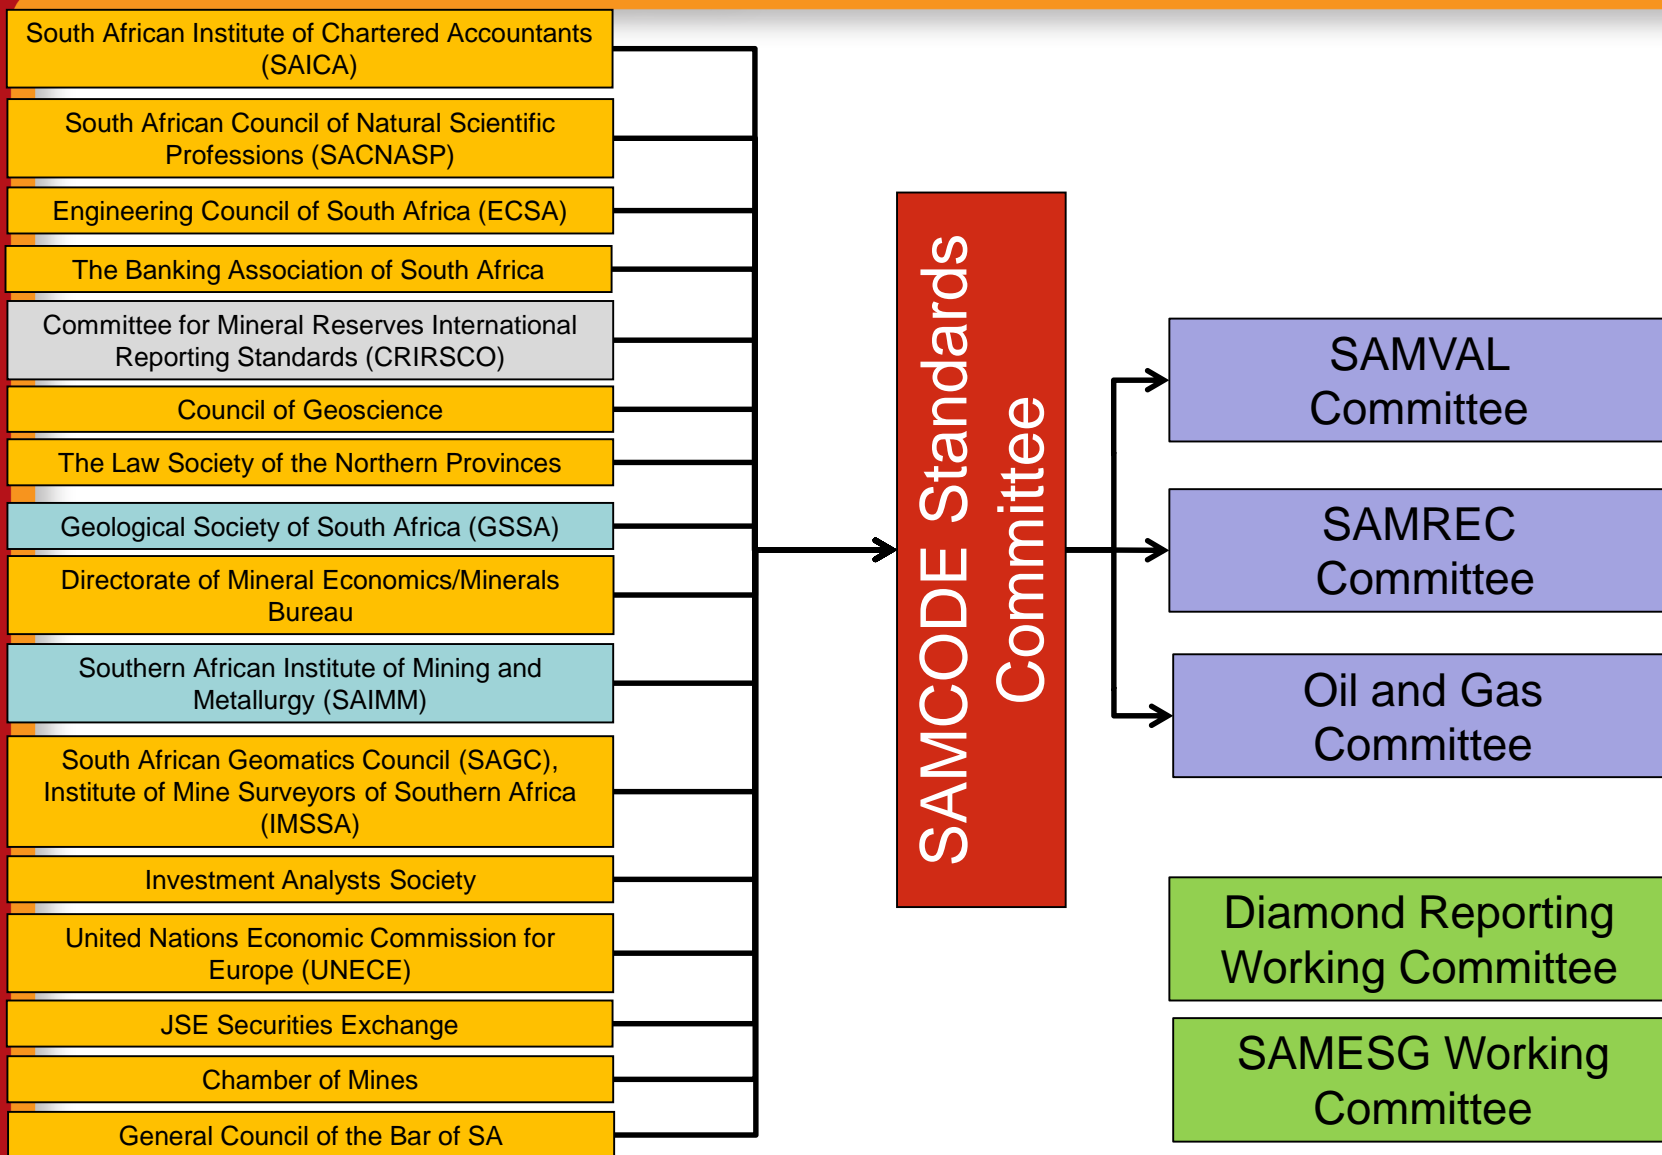 South African Institute of Chartered Accountants
(SAICA)
South African Council of Natural Scientific
Professions (SACNASP)
Engineering Council of South Africa (ECSA)
The Banking Association of South Africa
Committee for Mineral Reserves International
Reporting Standards (CRIRSCO)
Council of Geoscience
The Law Society of the Northern Provinces
Geological Society of South Africa (GSSA)
Directorate of Mineral Economics/Minerals
Bureau
Southern African Institute of Mining and
Metallurgy (SAIMM)
South African Geomatics Council (SAGC),
Institute of Mine Surveyors of Southern Africa
(IMSSA)
Investment Analysts Society
United Nations Economic Commission for
Europe (UNECE)
JSE Securities Exchange
Chamber of Mines
General Council of the Bar of SA
SAMCODE Standards
Committee
SAMVAL
Committee
SAMREC
Committee
Oil and Gas
Committee
Diamond Reporting
Working Committee
SAMESG Working
Committee